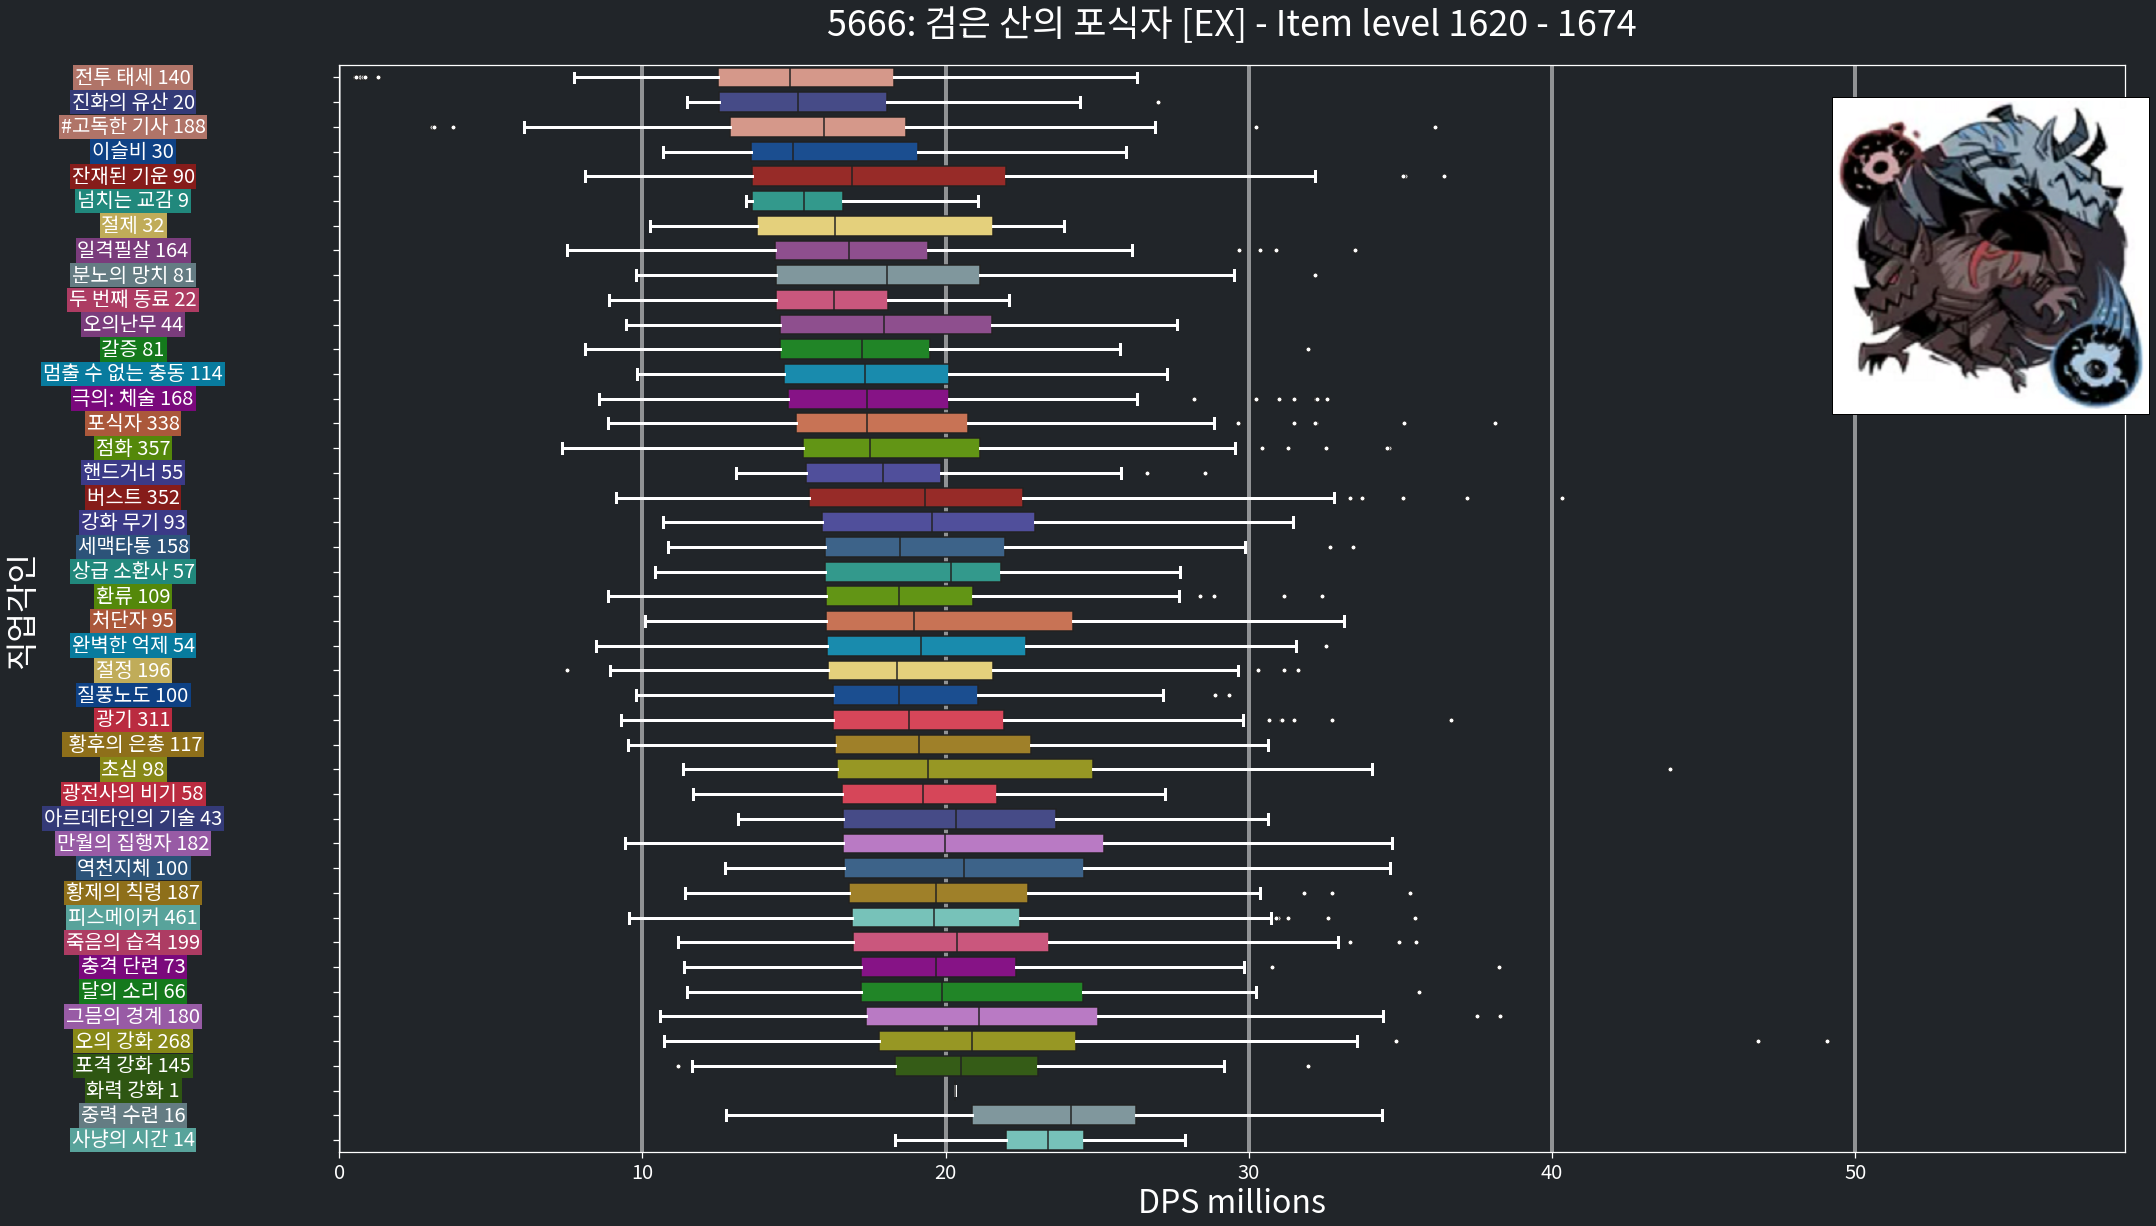 5666: 검은 산의 포식자 [EX] - Item level 1620 - 1674
직업각인
전투 태세 140
진화의 유산 20
#고독한 기사 188
이슬비 30
잔재된 기운 90
넘치는 교감 9
절제 32
일격필살 164
분노의 망치 81
두 번째 동료 22
오의난무 44
갈증 81
멈출 수 없는 충동 114
극의: 체술 168
포식자 338
점화 357
핸드거너 55
버스트 352
강화 무기 93
세맥타통 158
상급 소환사 57
환류 109
처단자 95
완벽한 억제 54
절정 196
질풍노도 100
광기 311
황후의 은총 117
초심 98
광전사의 비기 58
아르데타인의 기술 43
만월의 집행자 182
역천지체 100
황제의 칙령 187
피스메이커 461
죽음의 습격 199
충격 단련 73
달의 소리 66
그믐의 경계 180
오의 강화 268
포격 강화 145
화력 강화 1
중력 수련 16
사냥의 시간 14
0 10 20 30 40 50
DPS millions